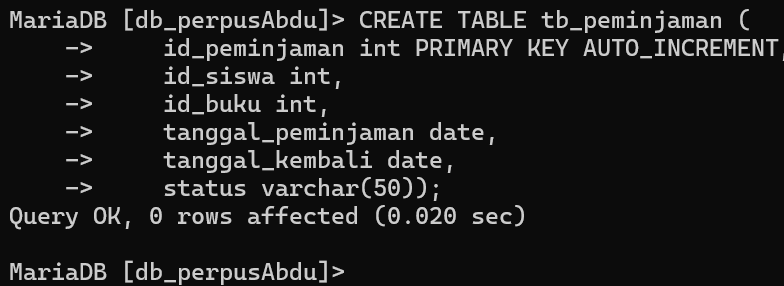 MariaDB [db_perpusAbdu]> CREATE TABLE tb_peminjaman (
    ->     id_peminjaman int PRIMARY KEY AUTO_INCREMENT,
    ->     id_siswa int,
    ->     id_buku int,
    ->     tanggal_peminjaman date,
    ->     tanggal_kembali date,
    ->     status varchar(50));
Query OK, 0 rows affected (0.020 sec)
MariaDB [db_perpusAbdu]>